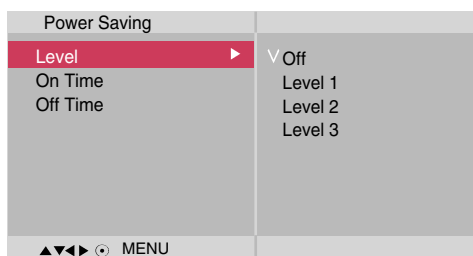 Power Saving
Level
On Time
Off Time
Off
Level 1
Level 2
Level 3
MENU